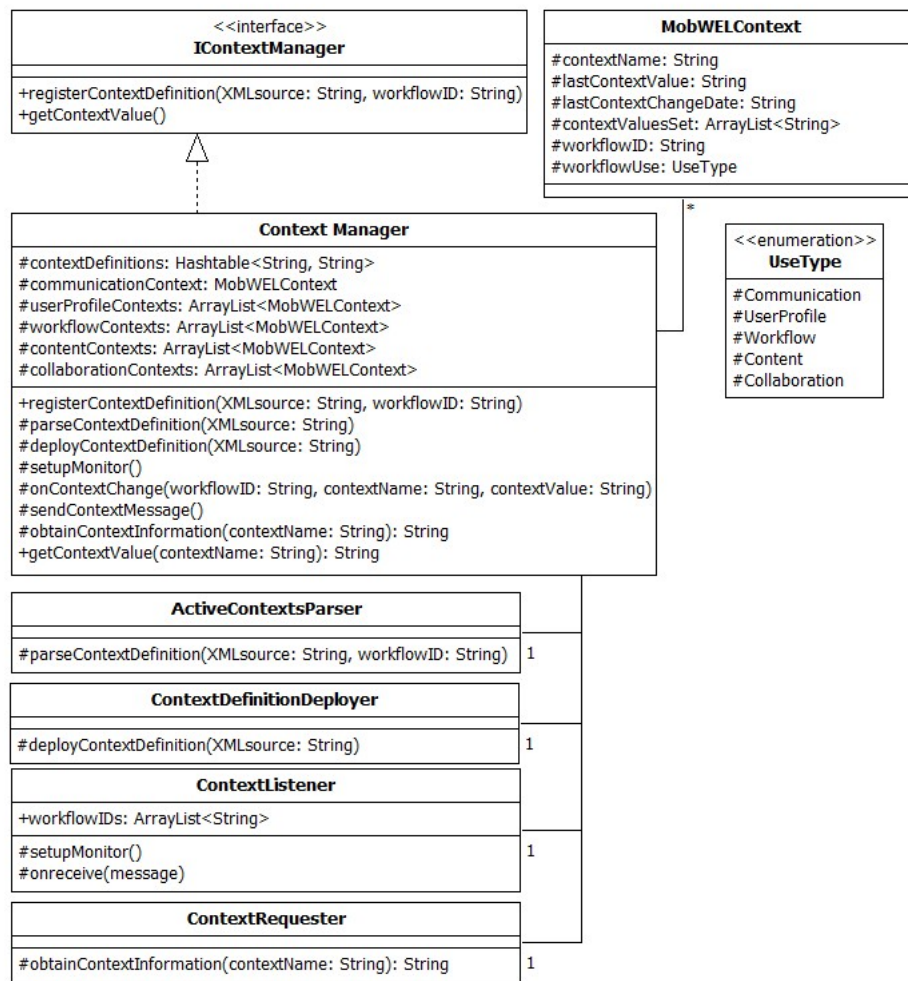 <<interface>>
IContextManager
+registerContextDefinition(XMLsource: String, workflowID: String)
+getContextValue()
MobWELContext
#contextName: String
#lastContextValue: String
#lastContextChangeDate: String
#contextValuesSet: ArrayList<String>
#workflowID: String
#workflowUse: UseType
*
<<enumeration>>
UseType
#Communication
#UserProfile
#Workflow
#Content
#Collaboration
Context Manager
#contextDefinitions: Hashtable<String, String>
#communicationContext: MobWELContext
#userProfileContexts: ArrayList<MobWELContext>
#workflowContexts: ArrayList<MobWELContext>
#contentContexts: ArrayList<MobWELContext>
#collaborationContexts: ArrayList<MobWELContext>
+registerContextDefinition(XMLsource: String, workflowID: String)
#parseContextDefinition(XMLsource: String)
#deployContextDefinition(XMLsource: String)
#setupMonitor()
#onContextChange(workflowID: String, contextName: String, contextValue: String)
#sendContextMessage()
#obtainContextInformation(contextName: String): String
+getContextValue(contextName: String): String
ActiveContextsParser
#parseContextDefinition(XMLsource: String, workflowID: String)
1
ContextDefinitionDeployer
#deployContextDefinition(XMLsource: String)
1
ContextListener
+workflowIDs: ArrayList<String>
#setupMonitor()
#onreceive(message)
1
ContextRequester
#obtainContextInformation(contextName: String): String
1